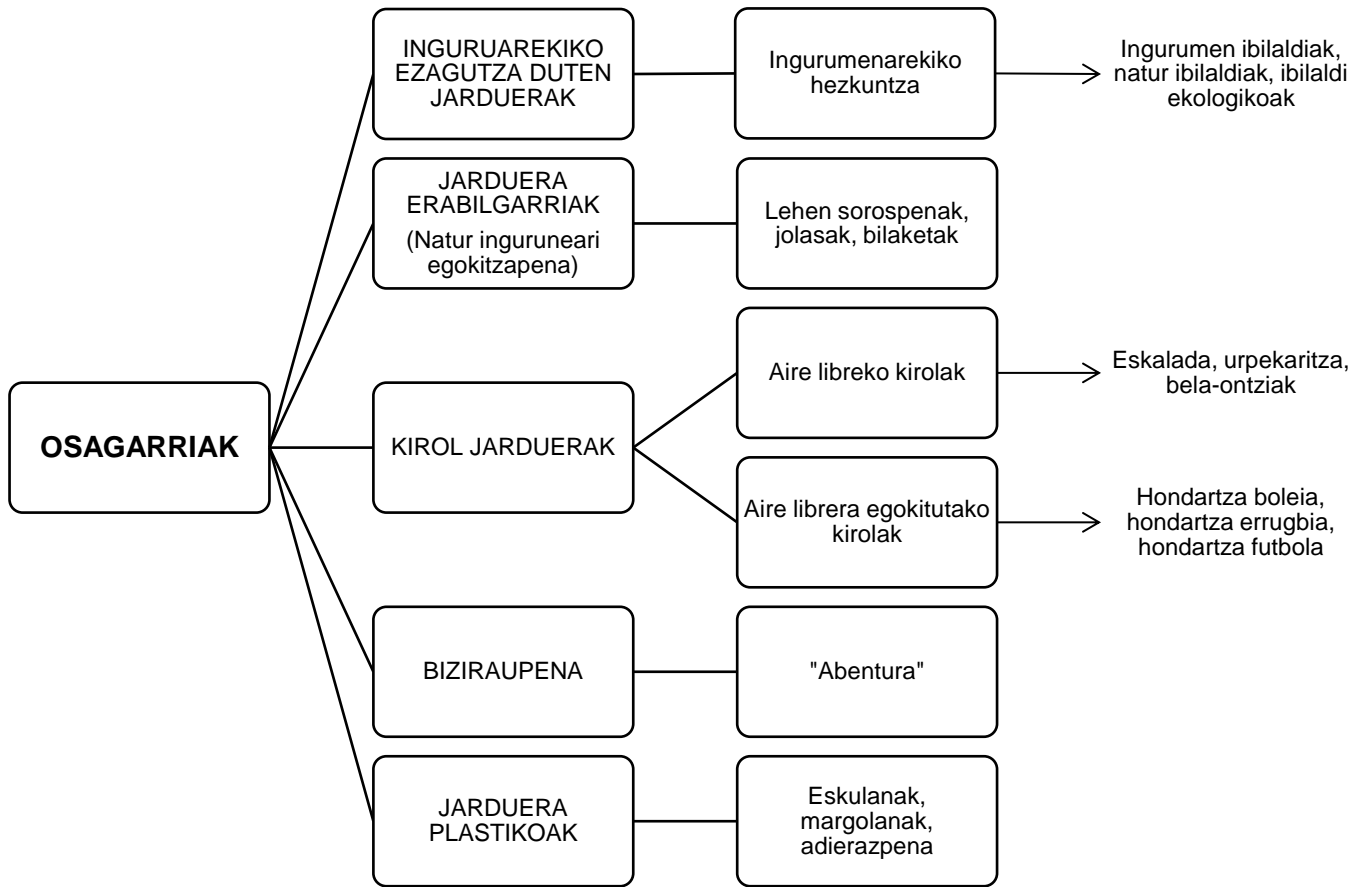 INGURUAREKIKO
EZAGUTZA DUTEN
JARDUERAK
Ingurumenarekiko
hezkuntza
Ingurumen ibilaldiak,
natur ibilaldiak, ibilaldi
ekologikoak
JARDUERA
ERABILGARRIAK
(Natur inguruneari
egokitzapena)
Lehen sorospenak,
jolasak, bilaketak
OSAGARRIAK
KIROL JARDUERAK
Aire libreko kirolak
Eskalada, urpekaritza,
bela-ontziak
Aire librera egokitutako
kirolak
Hondartza boleia,
hondartza errugbia,
hondartza futbola
BIZIRAUPENA
"Abentura"
JARDUERA
PLASTIKOAK
Eskulanak,
margolanak,
adierazpena